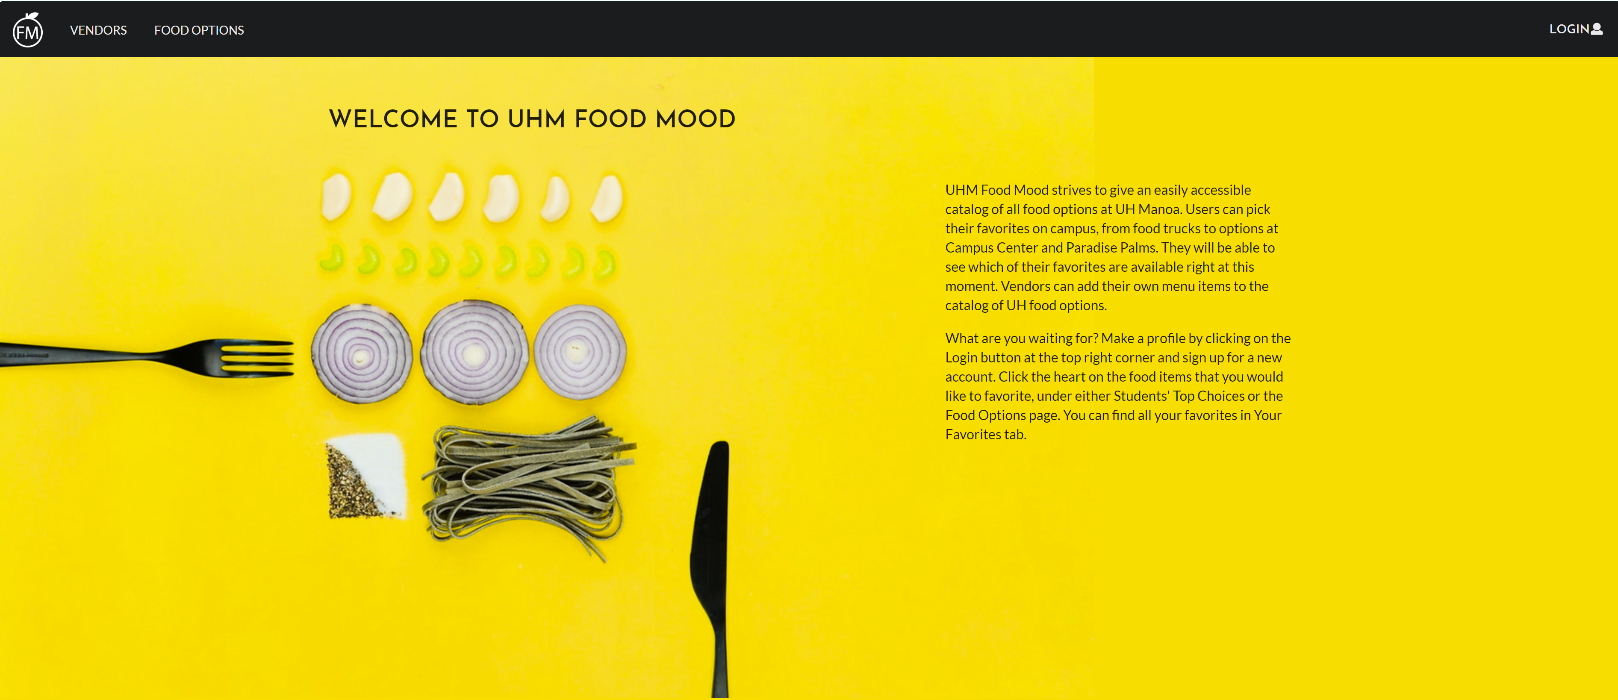 FM
VENDORS
FOOD OPTIONS
LOGIN
WELCOME TO UHM FOOD MOOD
UHM Food Mood strives to give an easily accessible
catalog of all food options at UH Manoa. Users can pick
their favorites on campus, from food trucks to options at
Campus Center and Paradise Palms. They will be able to
see which of their favorites are available right at this
moment. Vendors can add their own menu items to the
catalog of UH food options.
What are you waiting for? Make a profile by clicking on the
Login button at the top right corner and sign up for a new
account. Click the heart on the food items that you would
like to favorite, under either Students' Top Choices or the
Food Options page. You can find all your favorites in Your
Favorites tab.